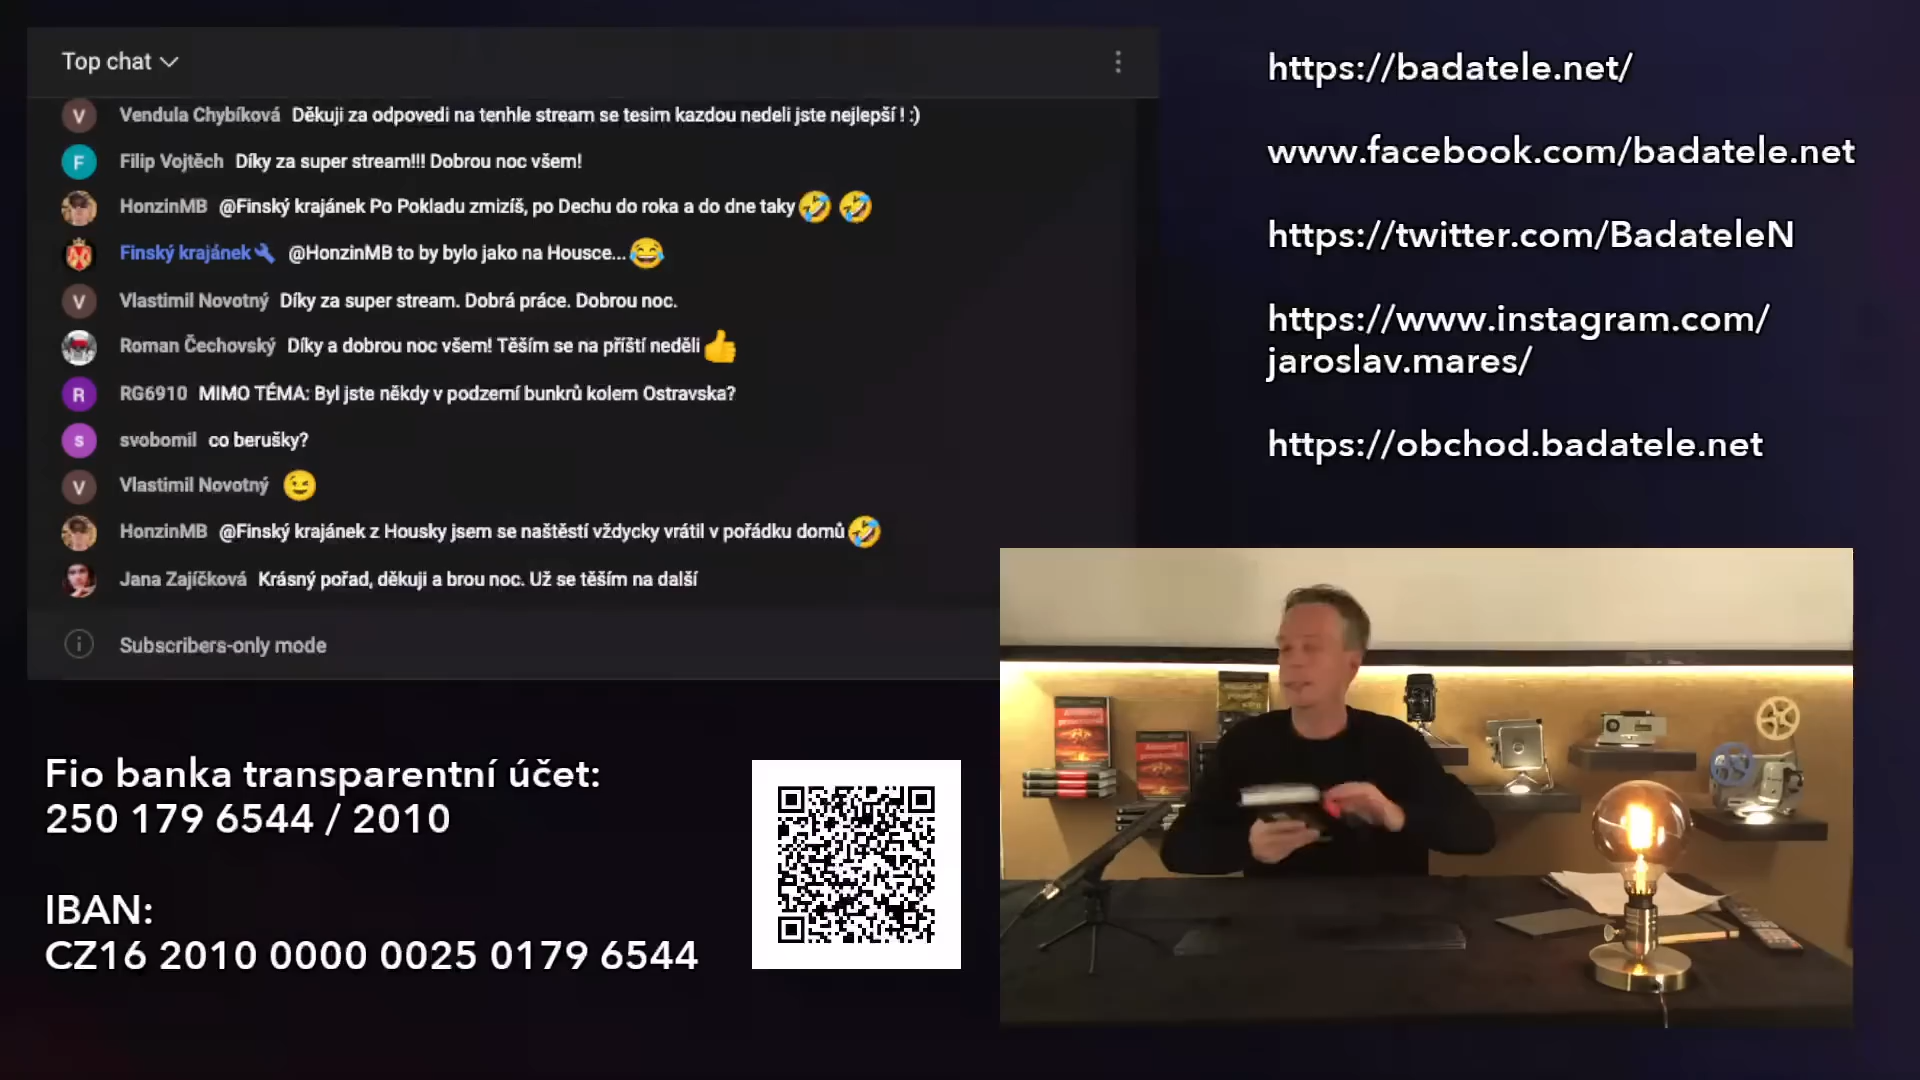 Top chat
V Vendula Chybíková Děkuji za odpovedi na tenhle stream se tesim kazdou nedeli jste nejlepší ! :)
F Filip Vojtěch Díky za super stream!!! Dobrou noc všem!
HonzinMB @Finský krajánek Po Pokladu zmizíš, po Dechu do roka a do dne taky🤣 🤣
Finský krajánek @HonzinMB to by bylo jako na Housce...😂
V Vlastimil Novotný Díky za super stream. Dobrá práce. Dobrou noc.
Roman Čechovský Díky a dobrou noc všem! Těším se na příští neděli👍
R RG6910 MIMO TÉMA: Byl jste někdy v podzemí bunkrů kolem Ostravska?
s svobomil co berušky?
V Vlastimil Novotný 😉
HonzinMB @Finský krajánek z Housky jsem se naštěstí vždycky vrátil v pořádku domů🤣
Jana Zajíčková Krásný pořad, děkuji a brou noc. Už se těším na další
Subscribers-only mode
https://badatele.net/
www.facebook.com/badatele.net
https://twitter.com/BadateleN
https://www.instagram.com/
jaroslav.mares/
https://obchod.badatele.net
Fio banka transparentní účet:
250 179 6544 / 2010
IBAN:
CZ16 2010 0000 0025 0179 6544